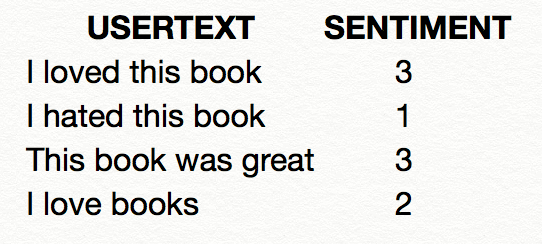 USERTEXT SENTIMENT
I loved this book 3
I hated this book 1
This book was great 3
I love books 2